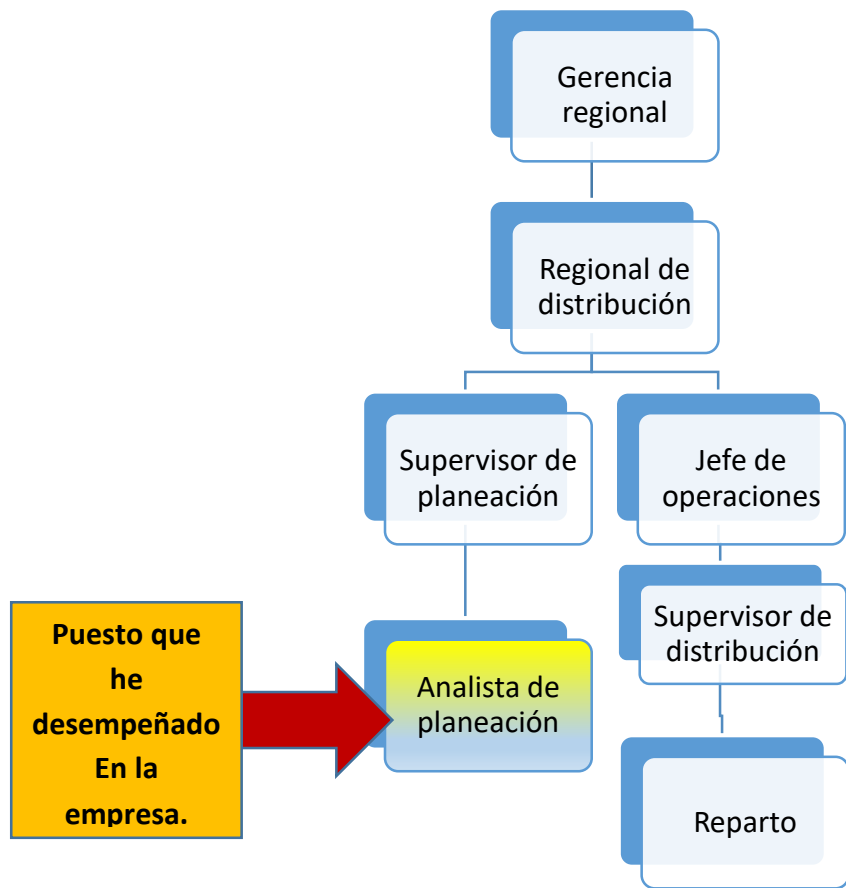 Gerencia
regional
Regional de
distribución
Supervisor de
planeación
Jefe de
operaciones
Supervisor de
distribución
Puesto que
he
desempeñado
En la
empresa.
Analista de
planeación
Reparto